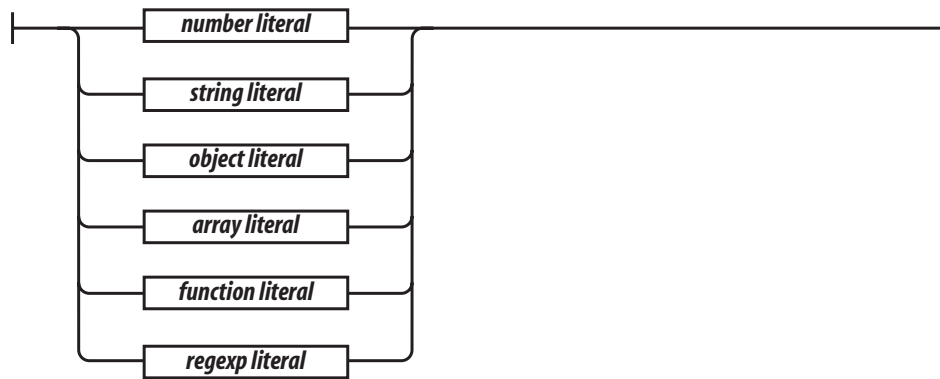 number literal
string literal
object literal
array literal
function literal
regexp literal